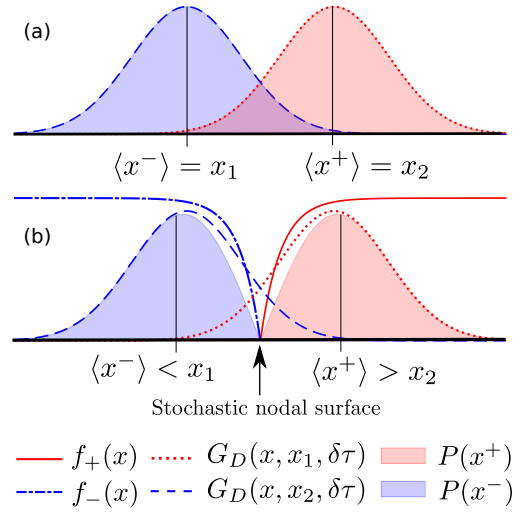 (a)
⟨x⁻⟩ = x₁ ⟨x⁺⟩ = x₂
(b)
⟨x⁻⟩ < x₁ ⟨x⁺⟩ > x₂
Stochastic nodal surface
f₊(x) G_D(x, x₁, δτ) P(x⁺)
f₋(x) G_D(x, x₂, δτ) P(x⁻)